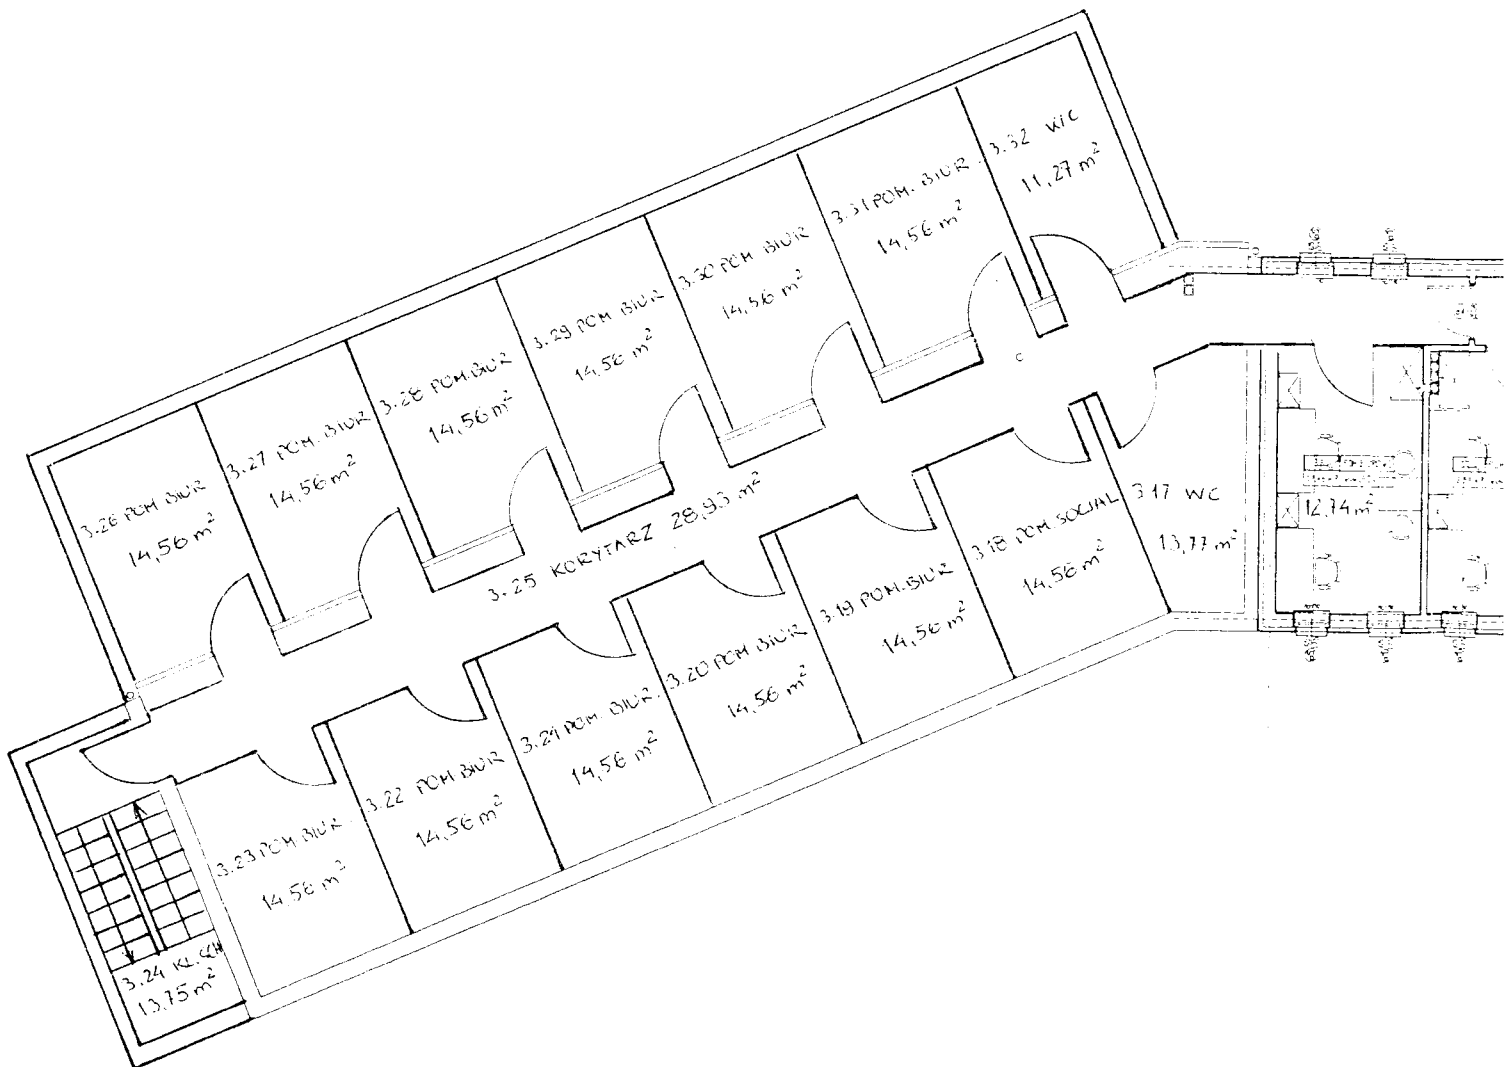 3.32 WC
11,27 m²
3.31 POM. BIUR.
14,56 m²
3.30 POM. BIUR
14,56 m²
3.29 POM BIUR
14,56 m²
3.28 POM. BIUR
14,56 m²
3.27 POM. BIUR
14,56 m²
3.26 POM BIUR
14,56 m²
3.25 KORYTARZ 28,93 m²
3.17 WC
13,77 m²
12,74 m²
3.18 POM. SOCJAL
14,56 m²
3.19 POM. BIUR
14,56 m²
3.20 POM BIUR
14,56 m²
3.21 POM. BIUR.
14,56 m²
3.22 POM BIUR
14,56 m²
3.23 POM. BIUR.
14,56 m²
3.24 KL. SCH
13,75 m²